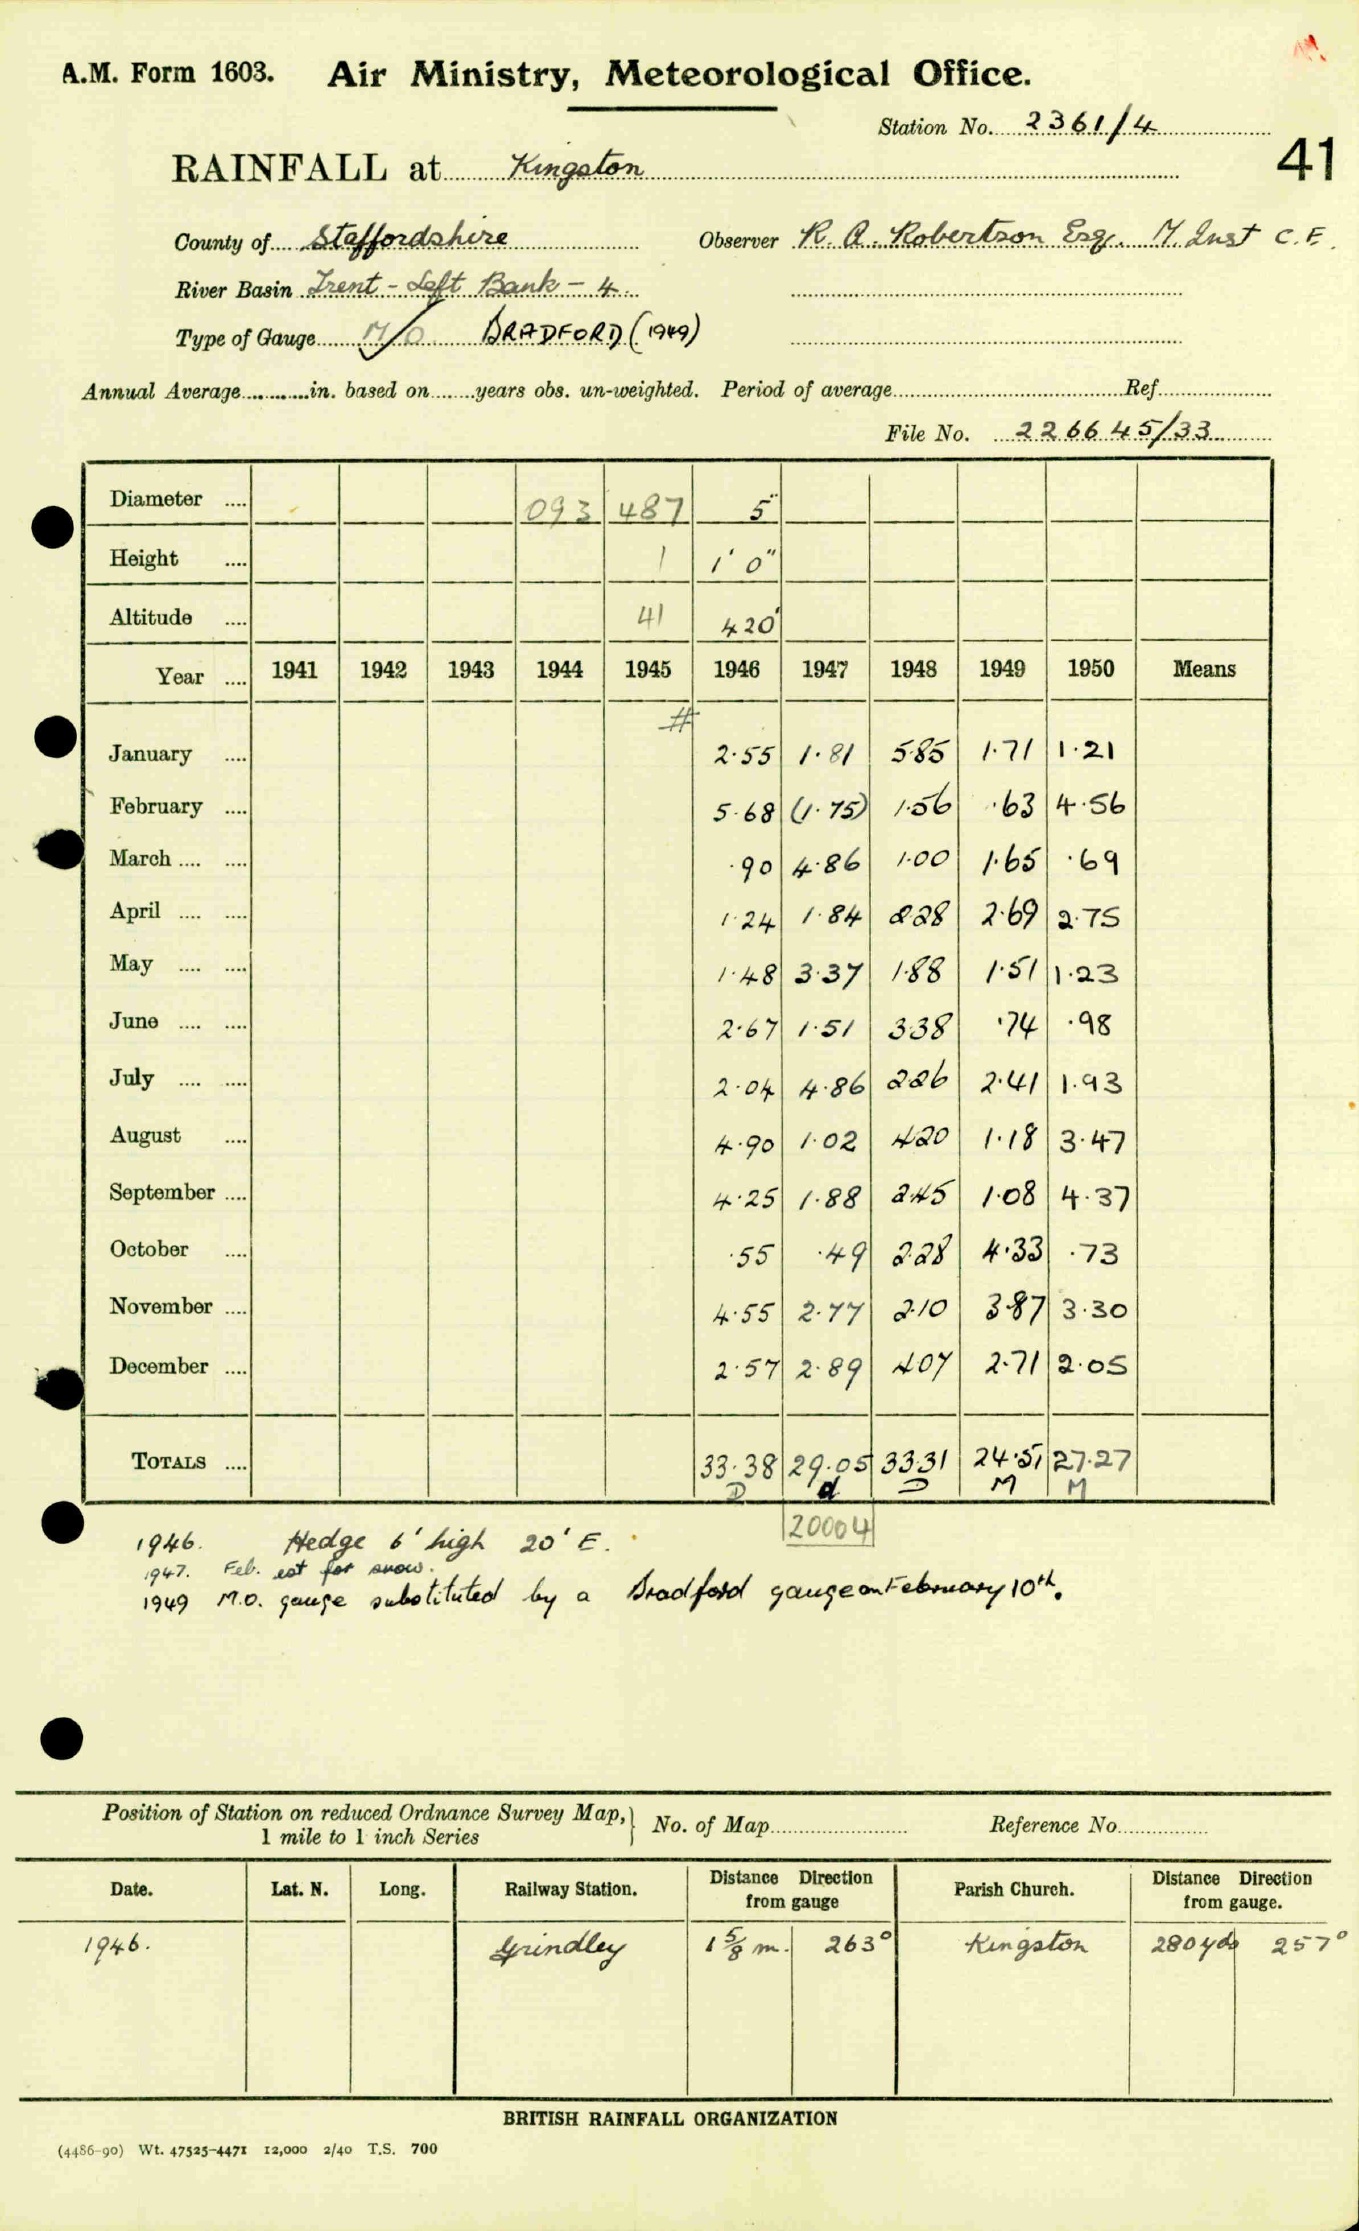 A.M. Form 1603. Air Ministry, Meteorological Office.
Station No. 2361/4
41
RAINFALL at Kingston
County of Staffordshire Observer R. A. Robertson Esq. M. Inst C. E.
River Basin Trent - Left Bank - 4
Type of Gauge M/O BRADFORD (1949)
Annual Average in. based on years obs. un-weighted. Period of average Ref
File No. 226645/33
Diameter 093 487 5"
Height 1 1' 0"
Altitude 41 420'
Year 1941 1942 1943 1944 1945 1946 1947 1948 1949 1950 Means
#
January 2.55 1.81 5.85 1.71 1.21
February 5.68 (1.75) 1.56 .63 4.56
March .90 4.86 1.00 1.65 .69
April 1.24 1.84 2.28 2.69 2.75
May 1.48 3.37 1.88 1.51 1.23
June 2.67 1.51 3.38 .74 .98
July 2.04 4.86 2.26 2.41 1.93
August 4.90 1.02 4.20 1.18 3.47
September 4.25 1.88 2.45 1.08 4.37
October .55 .49 2.28 4.33 .73
November 4.55 2.77 2.10 3.87 3.30
December 2.57 2.89 4.07 2.71 2.05
TOTALS 33.38 29.05 33.31 24.51 27.27
D d D M M
20004
1946. Hedge 6' high 20' E.
1947. Feb. est for snow.
1949 M.O. gauge substituted by a Bradford gauge on February 10th.
Position of Station on reduced Ordnance Survey Map, No. of Map Reference No
1 mile to 1 inch Series
Date. Lat. N. Long. Railway Station. Distance Direction from gauge Parish Church. Distance Direction from gauge.
1946. Grindley 1 5/8 m. 263° Kingston 280 yds 257°
BRITISH RAINFALL ORGANIZATION
(4486-90) Wt. 47525-4471 12,000 2/40 T.S. 700